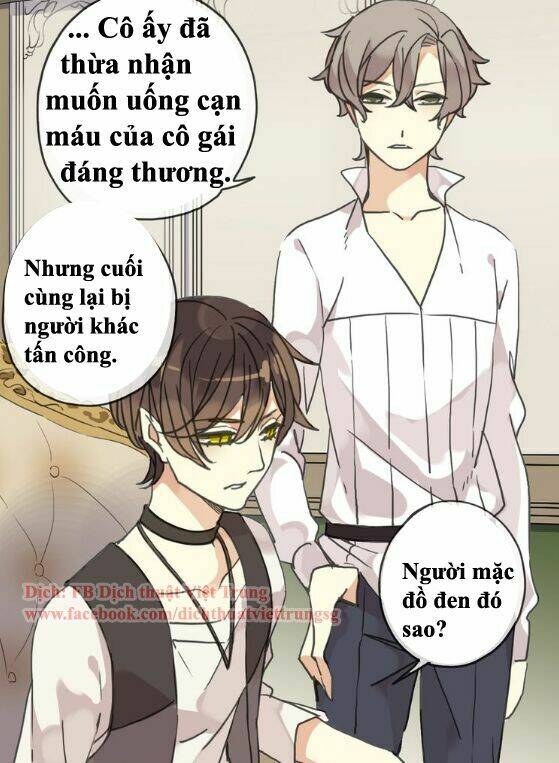 ... Cô ấy đã
thừa nhận
muốn uống cạn
máu của cô gái
đáng thương.
Nhưng cuối
cùng lại bị
người khác
tấn công.
Dịch: FB Dịch thuật Việt Trung
www.facebook.com/dichthuatviettrungsg
Người mặc
đồ đen đó
sao?